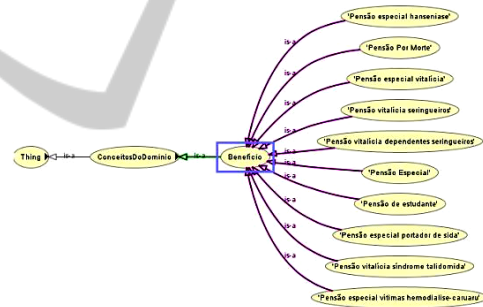 'Pensão especial hanseníase'
is-a
'Pensão Por Morte'
is-a
'Pensão especial vitalícia'
is-a
'Pensão vitalícia seringueiros'
is-a
'Pensão vitalícia dependentes seringueiros'
is-a
Thing
is-a
ConceitosDoDominio
is-a
Beneficio
is-a
'Pensão Especial'
is-a
'Pensão de estudante'
is-a
'Pensão especial portador de sida'
is-a
'Pensão vitalícia síndrome talidomida'
is-a
'Pensão especial vitimas hemodialise-caruaru'
is-a